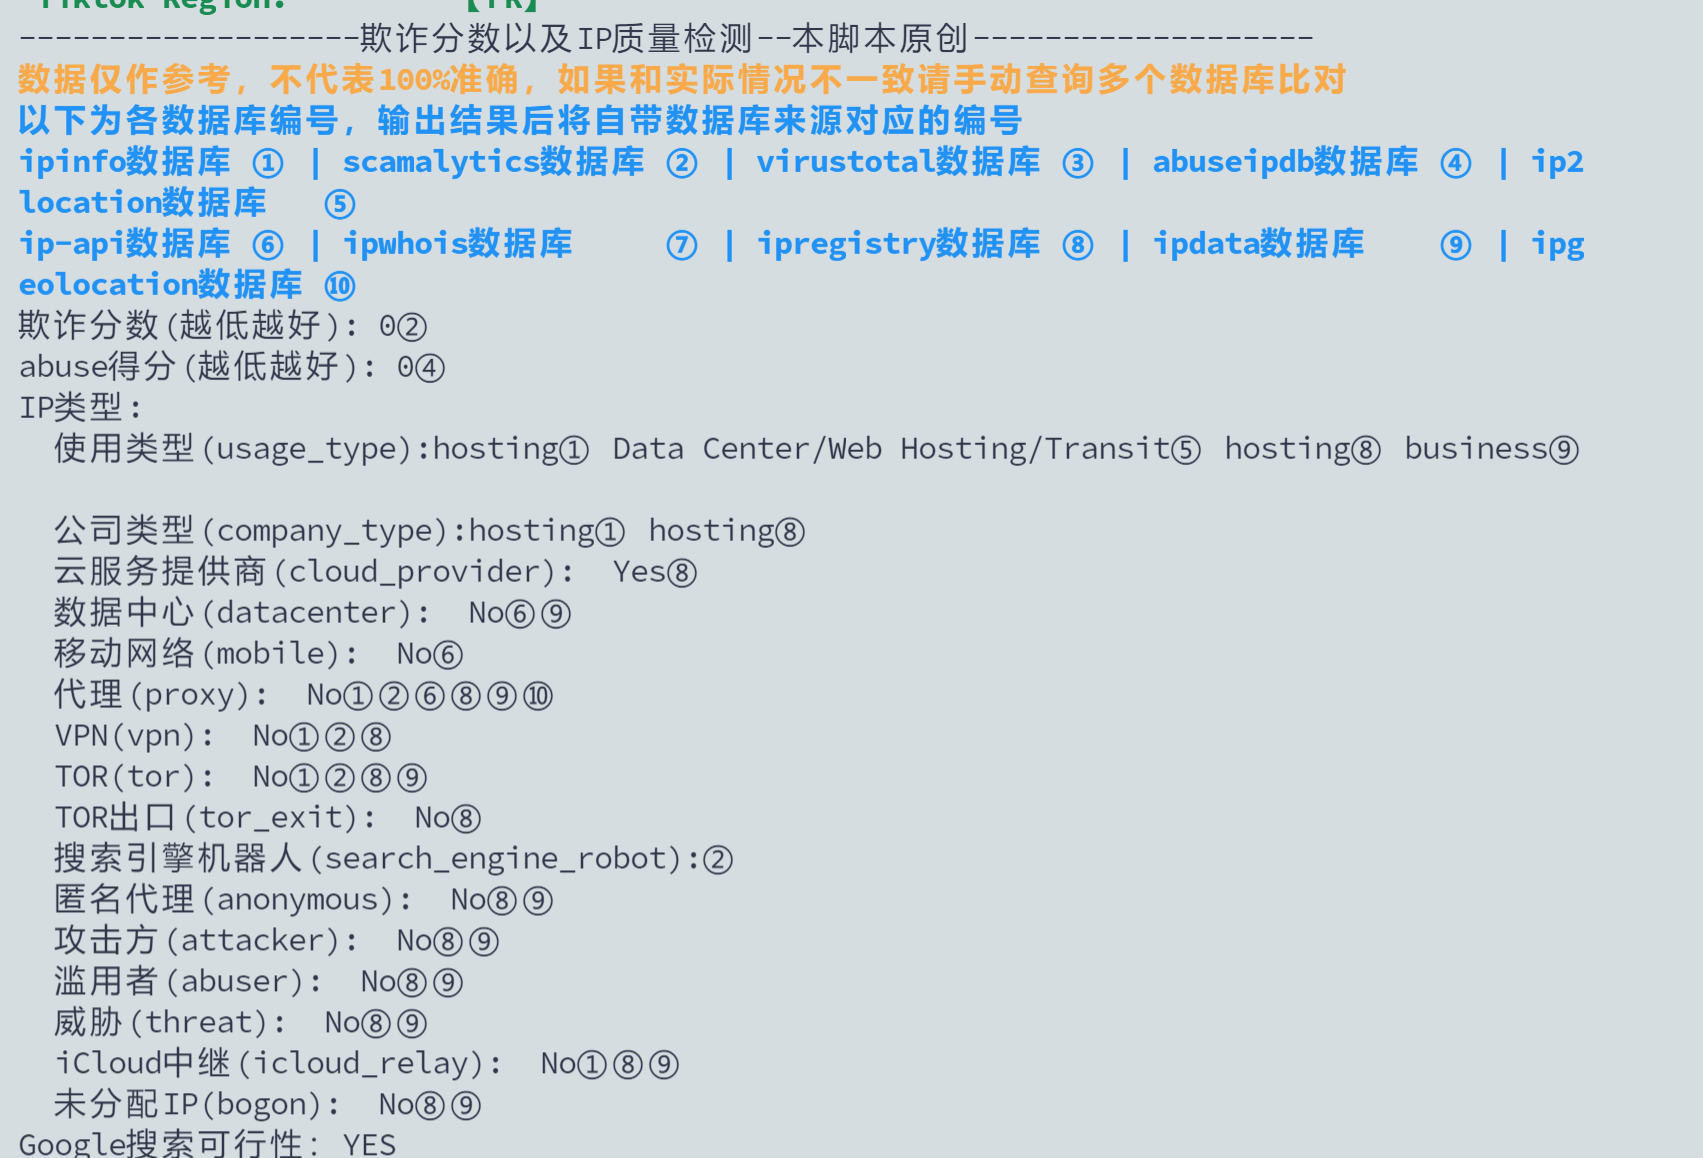 Tiktok Region: 【FR】
-------------------欺诈分数以及IP质量检测--本脚本原创-------------------
数据仅作参考，不代表100%准确，如果和实际情况不一致请手动查询多个数据库比对
以下为各数据库编号，输出结果后将自带数据库来源对应的编号
ipinfo数据库 ① | scamalytics数据库 ② | virustotal数据库 ③ | abuseipdb数据库 ④ | ip2
location数据库 ⑤
ip-api数据库 ⑥ | ipwhois数据库 ⑦ | ipregistry数据库 ⑧ | ipdata数据库 ⑨ | ipg
eolocation数据库 ⑩
欺诈分数(越低越好): 0②
abuse得分(越低越好): 0④
IP类型:
使用类型(usage_type):hosting① Data Center/Web Hosting/Transit⑤ hosting⑧ business⑨
公司类型(company_type):hosting① hosting⑧
云服务提供商(cloud_provider): Yes⑧
数据中心(datacenter): No⑥⑨
移动网络(mobile): No⑥
代理(proxy): No①②⑥⑧⑨⑩
VPN(vpn): No①②⑧
TOR(tor): No①②⑧⑨
TOR出口(tor_exit): No⑧
搜索引擎机器人(search_engine_robot):②
匿名代理(anonymous): No⑧⑨
攻击方(attacker): No⑧⑨
滥用者(abuser): No⑧⑨
威胁(threat): No⑧⑨
iCloud中继(icloud_relay): No①⑧⑨
未分配IP(bogon): No⑧⑨
Google搜索可行性: YES